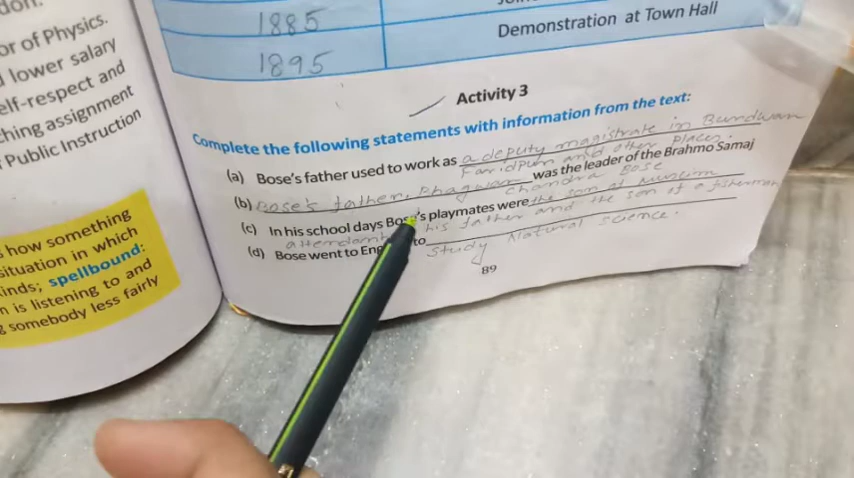 or of Physics.
lower salary
elf-respect and
ching assignment
Public Instruction
how something
situation in which
inds; spellbound:
n is listening to and
somebody less fairly
1885
Demonstration at Town Hall
1895
Activity 3
Complete the following statements with information from the text:
(a) Bose's father used to work as a deputy magistrate in Burdwan
Faridpur and other places.
(b) Bose's father, Bhagwan Chandra Bose was the leader of the Brahmo Samaj
(c) In his school days Bose's playmates were the son of muslim
attendant his father and the son of a fisherman
(d) Bose went to to study Natural science.
89